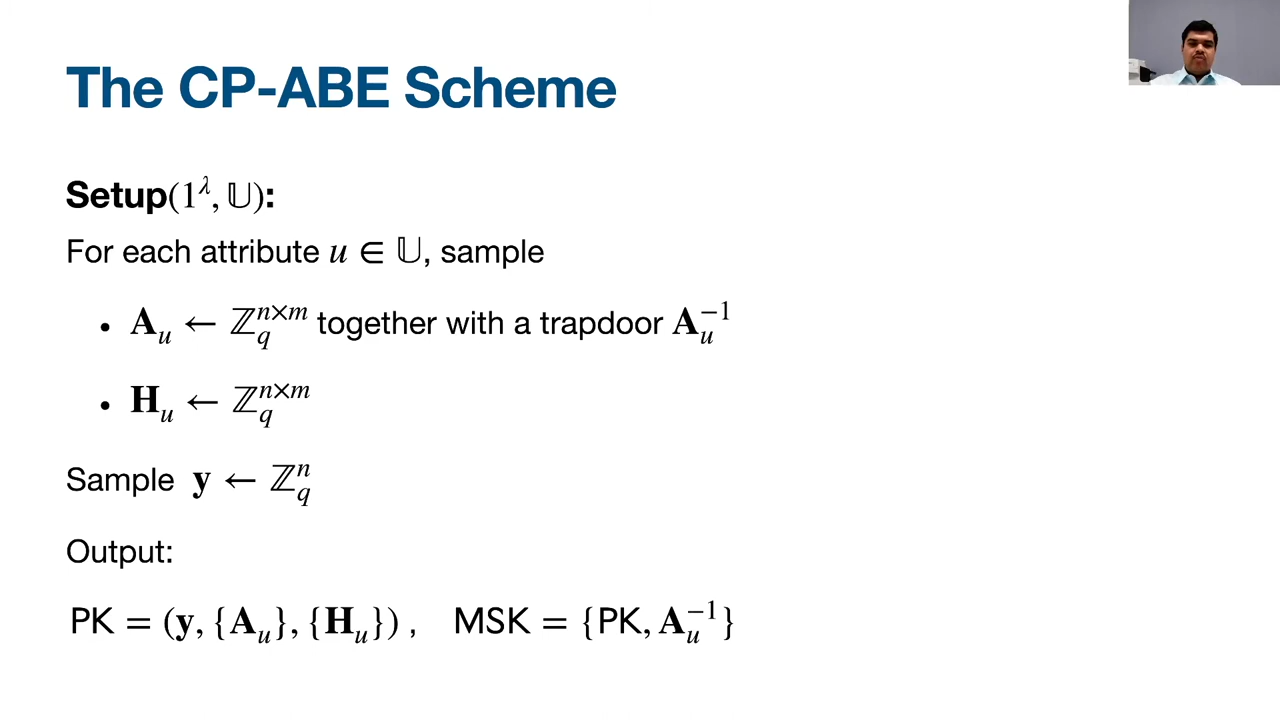 The CP-ABE Scheme
Setup(1^λ, 𝕌):
For each attribute u ∈ 𝕌, sample
• A_u ← ℤ_q^{n×m} together with a trapdoor A_u^{−1}
• H_u ← ℤ_q^{n×m}
Sample y ← ℤ_q^n
Output:
PK = (y, {A_u}, {H_u}) , MSK = {PK, A_u^{−1}}